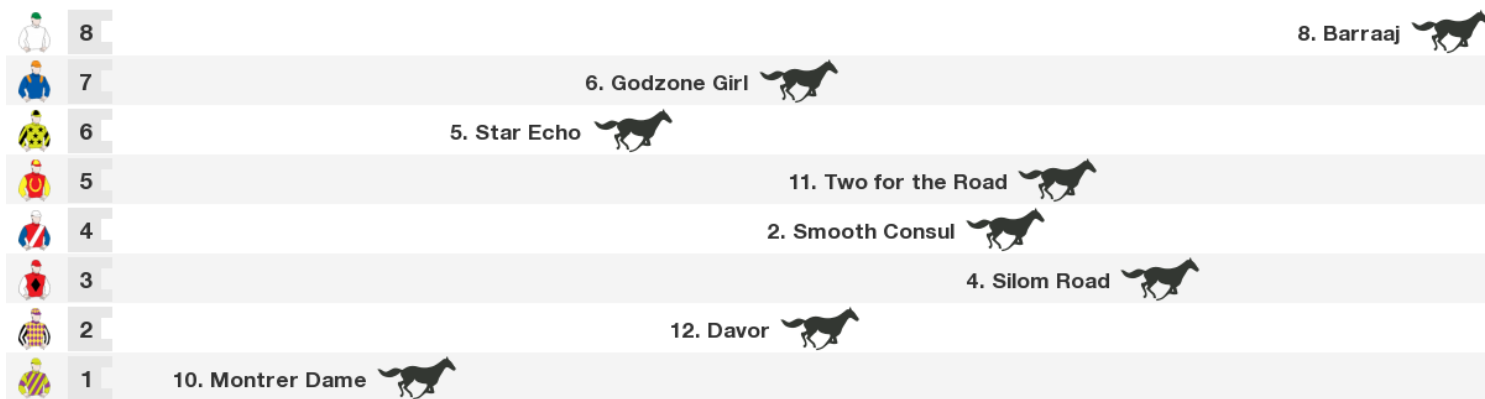 8 8. Barraaj
7 6. Godzone Girl
6 5. Star Echo
5 11. Two for the Road
4 2. Smooth Consul
3 4. Silom Road
2 12. Davor
1 10. Montrer Dame